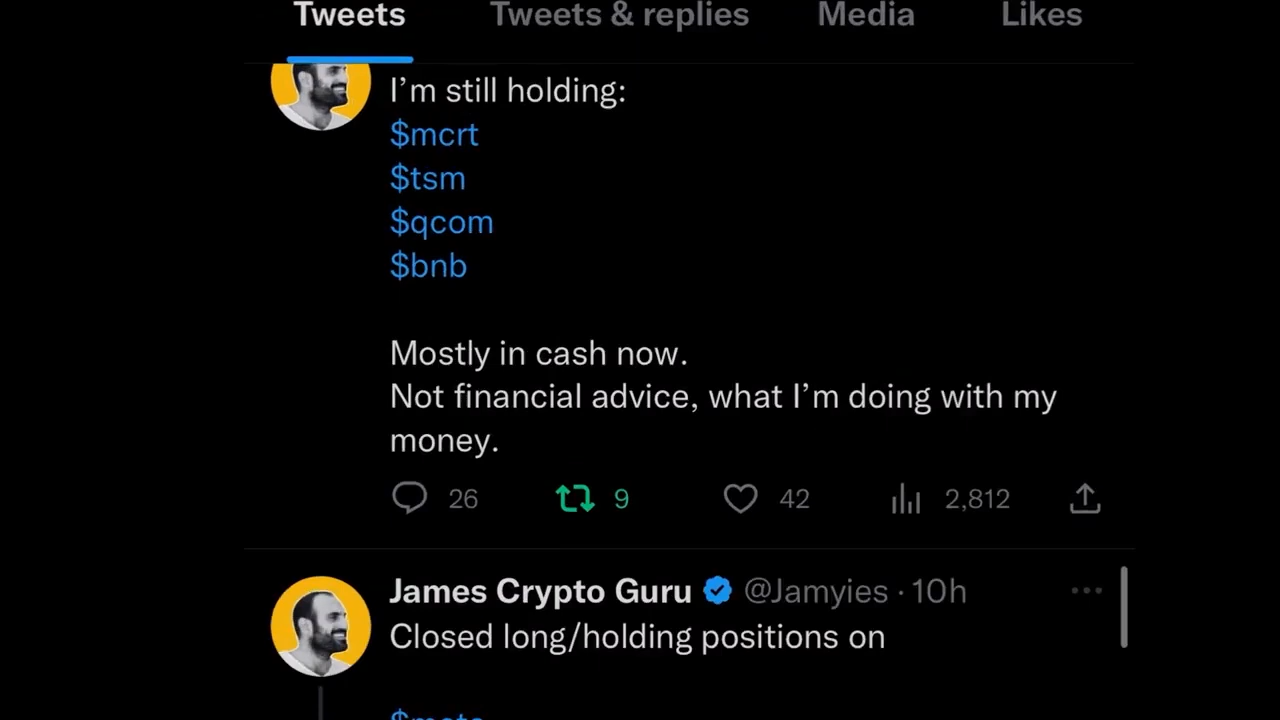 Tweets Tweets & replies Media Likes
I’m still holding:
$mcrt
$tsm
$qcom
$bnb
Mostly in cash now.
Not financial advice, what I’m doing with my
money.
26 9 42 2,812
James Crypto Guru @Jamyies · 10h
Closed long/holding positions on